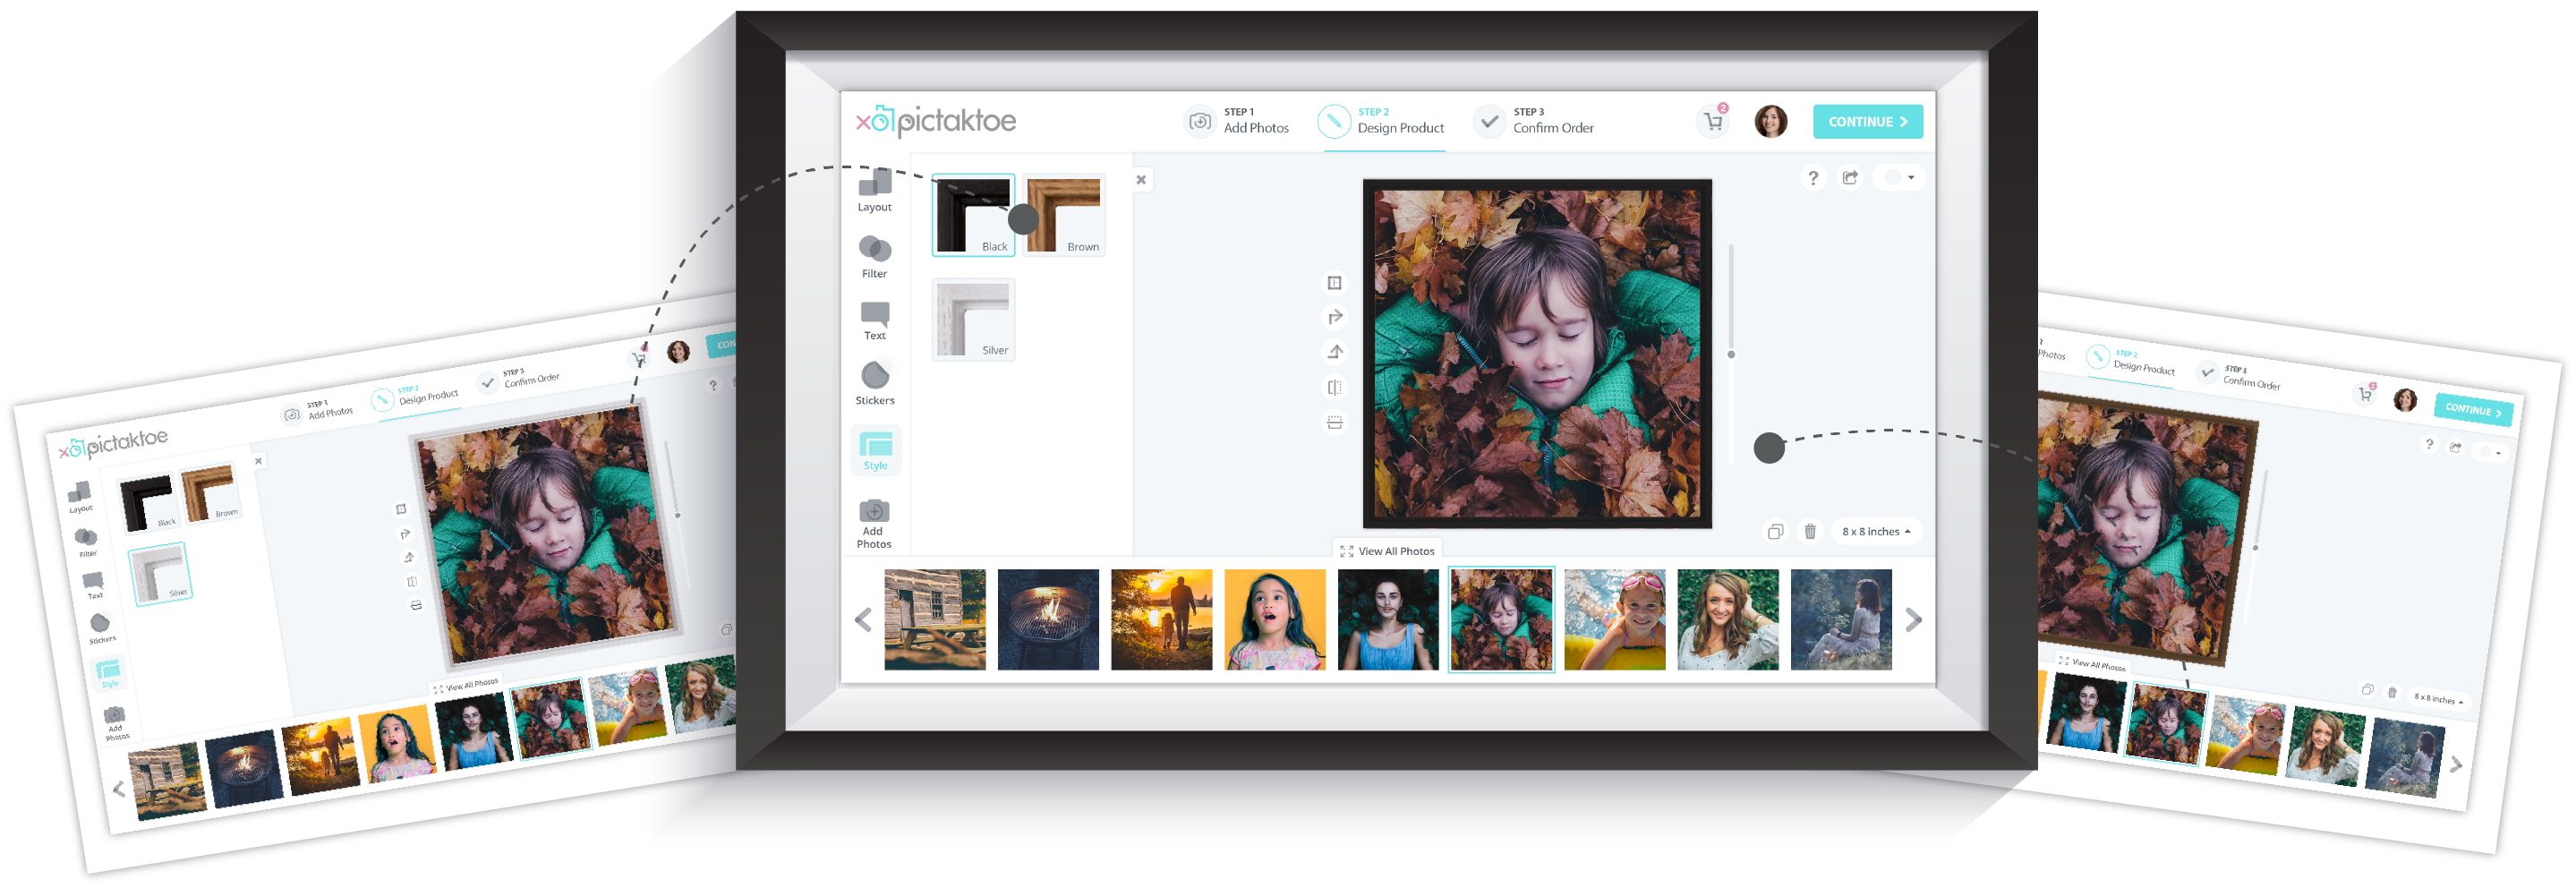 pictaktoe
STEP 1
Add Photos
STEP 2
Design Product
STEP 3
Confirm Order
2
CONTINUE
Layout
Filter
Text
Stickers
Style
Add
Photos
Black
Brown
Silver
?
8 x 8 inches
View All Photos
pictaktoe
STEP 1
Add Photos
STEP 2
Design Product
STEP 3
Confirm Order
CON
?
Layout
Filter
Text
Stickers
Style
Add
Photos
Black
Brown
Silver
View All Photos
1
Photos
STEP 2
Design Product
STEP 3
Confirm Order
2
CONTINUE
?
8 x 8 inches
View All Photos